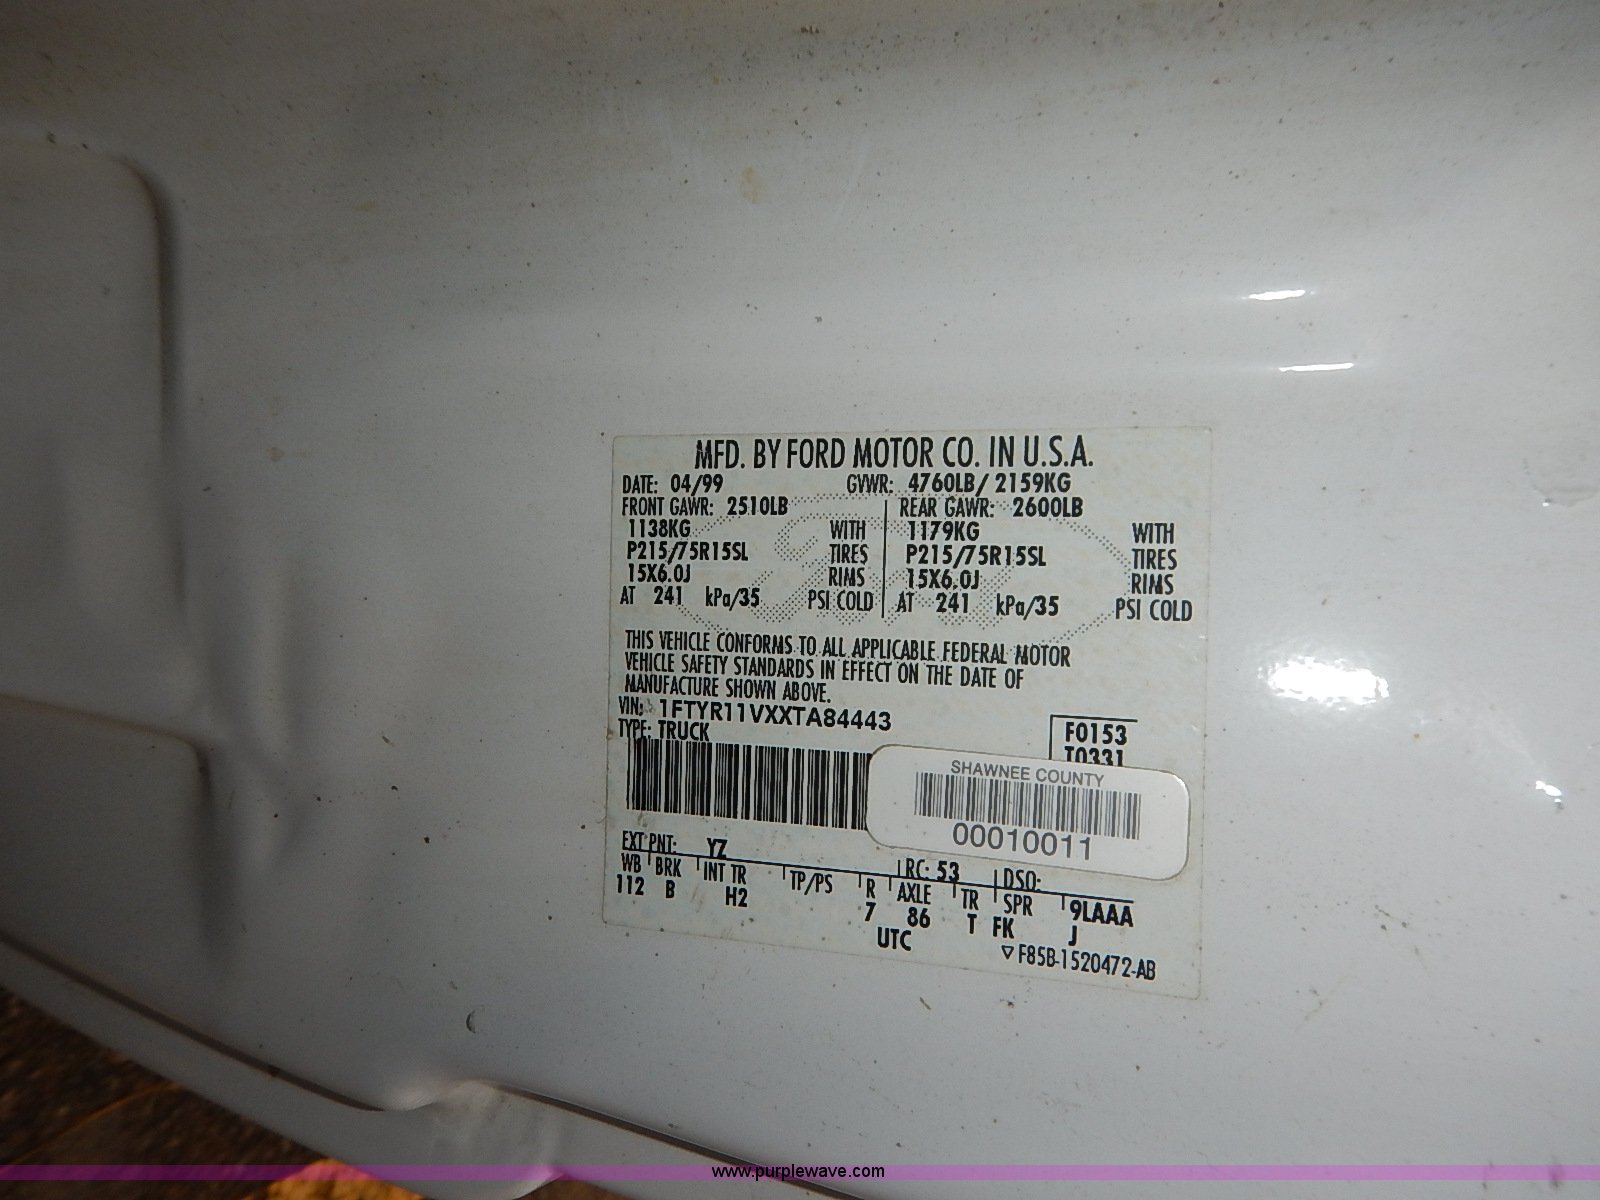 MFD. BY FORD MOTOR CO. IN U.S.A.
DATE: 04/99 GVWR: 4760LB/ 2159KG
FRONT GAWR: 2510LB REAR GAWR: 2600LB
1138KG WITH 1179KG WITH
P215/75R15SL TIRES P215/75R15SL TIRES
15X6.0J RIMS 15X6.0J RIMS
AT 241 kPa/35 PSI COLD AT 241 kPa/35 PSI COLD
THIS VEHICLE CONFORMS TO ALL APPLICABLE FEDERAL MOTOR
VEHICLE SAFETY STANDARDS IN EFFECT ON THE DATE OF
MANUFACTURE SHOWN ABOVE.
VIN: 1FTYR11VXXTA84443
TYPE: TRUCK
F0153
T0331
SHAWNEE COUNTY
00010011
EXT PNT: YZ RC: 53 DSO:
WB BRK INT TR TP/PS R AXLE TR SPR 9LAAA
112 B H2 7 86 T FK J
UTC
F85B-1520472-AB
www.purplewave.com